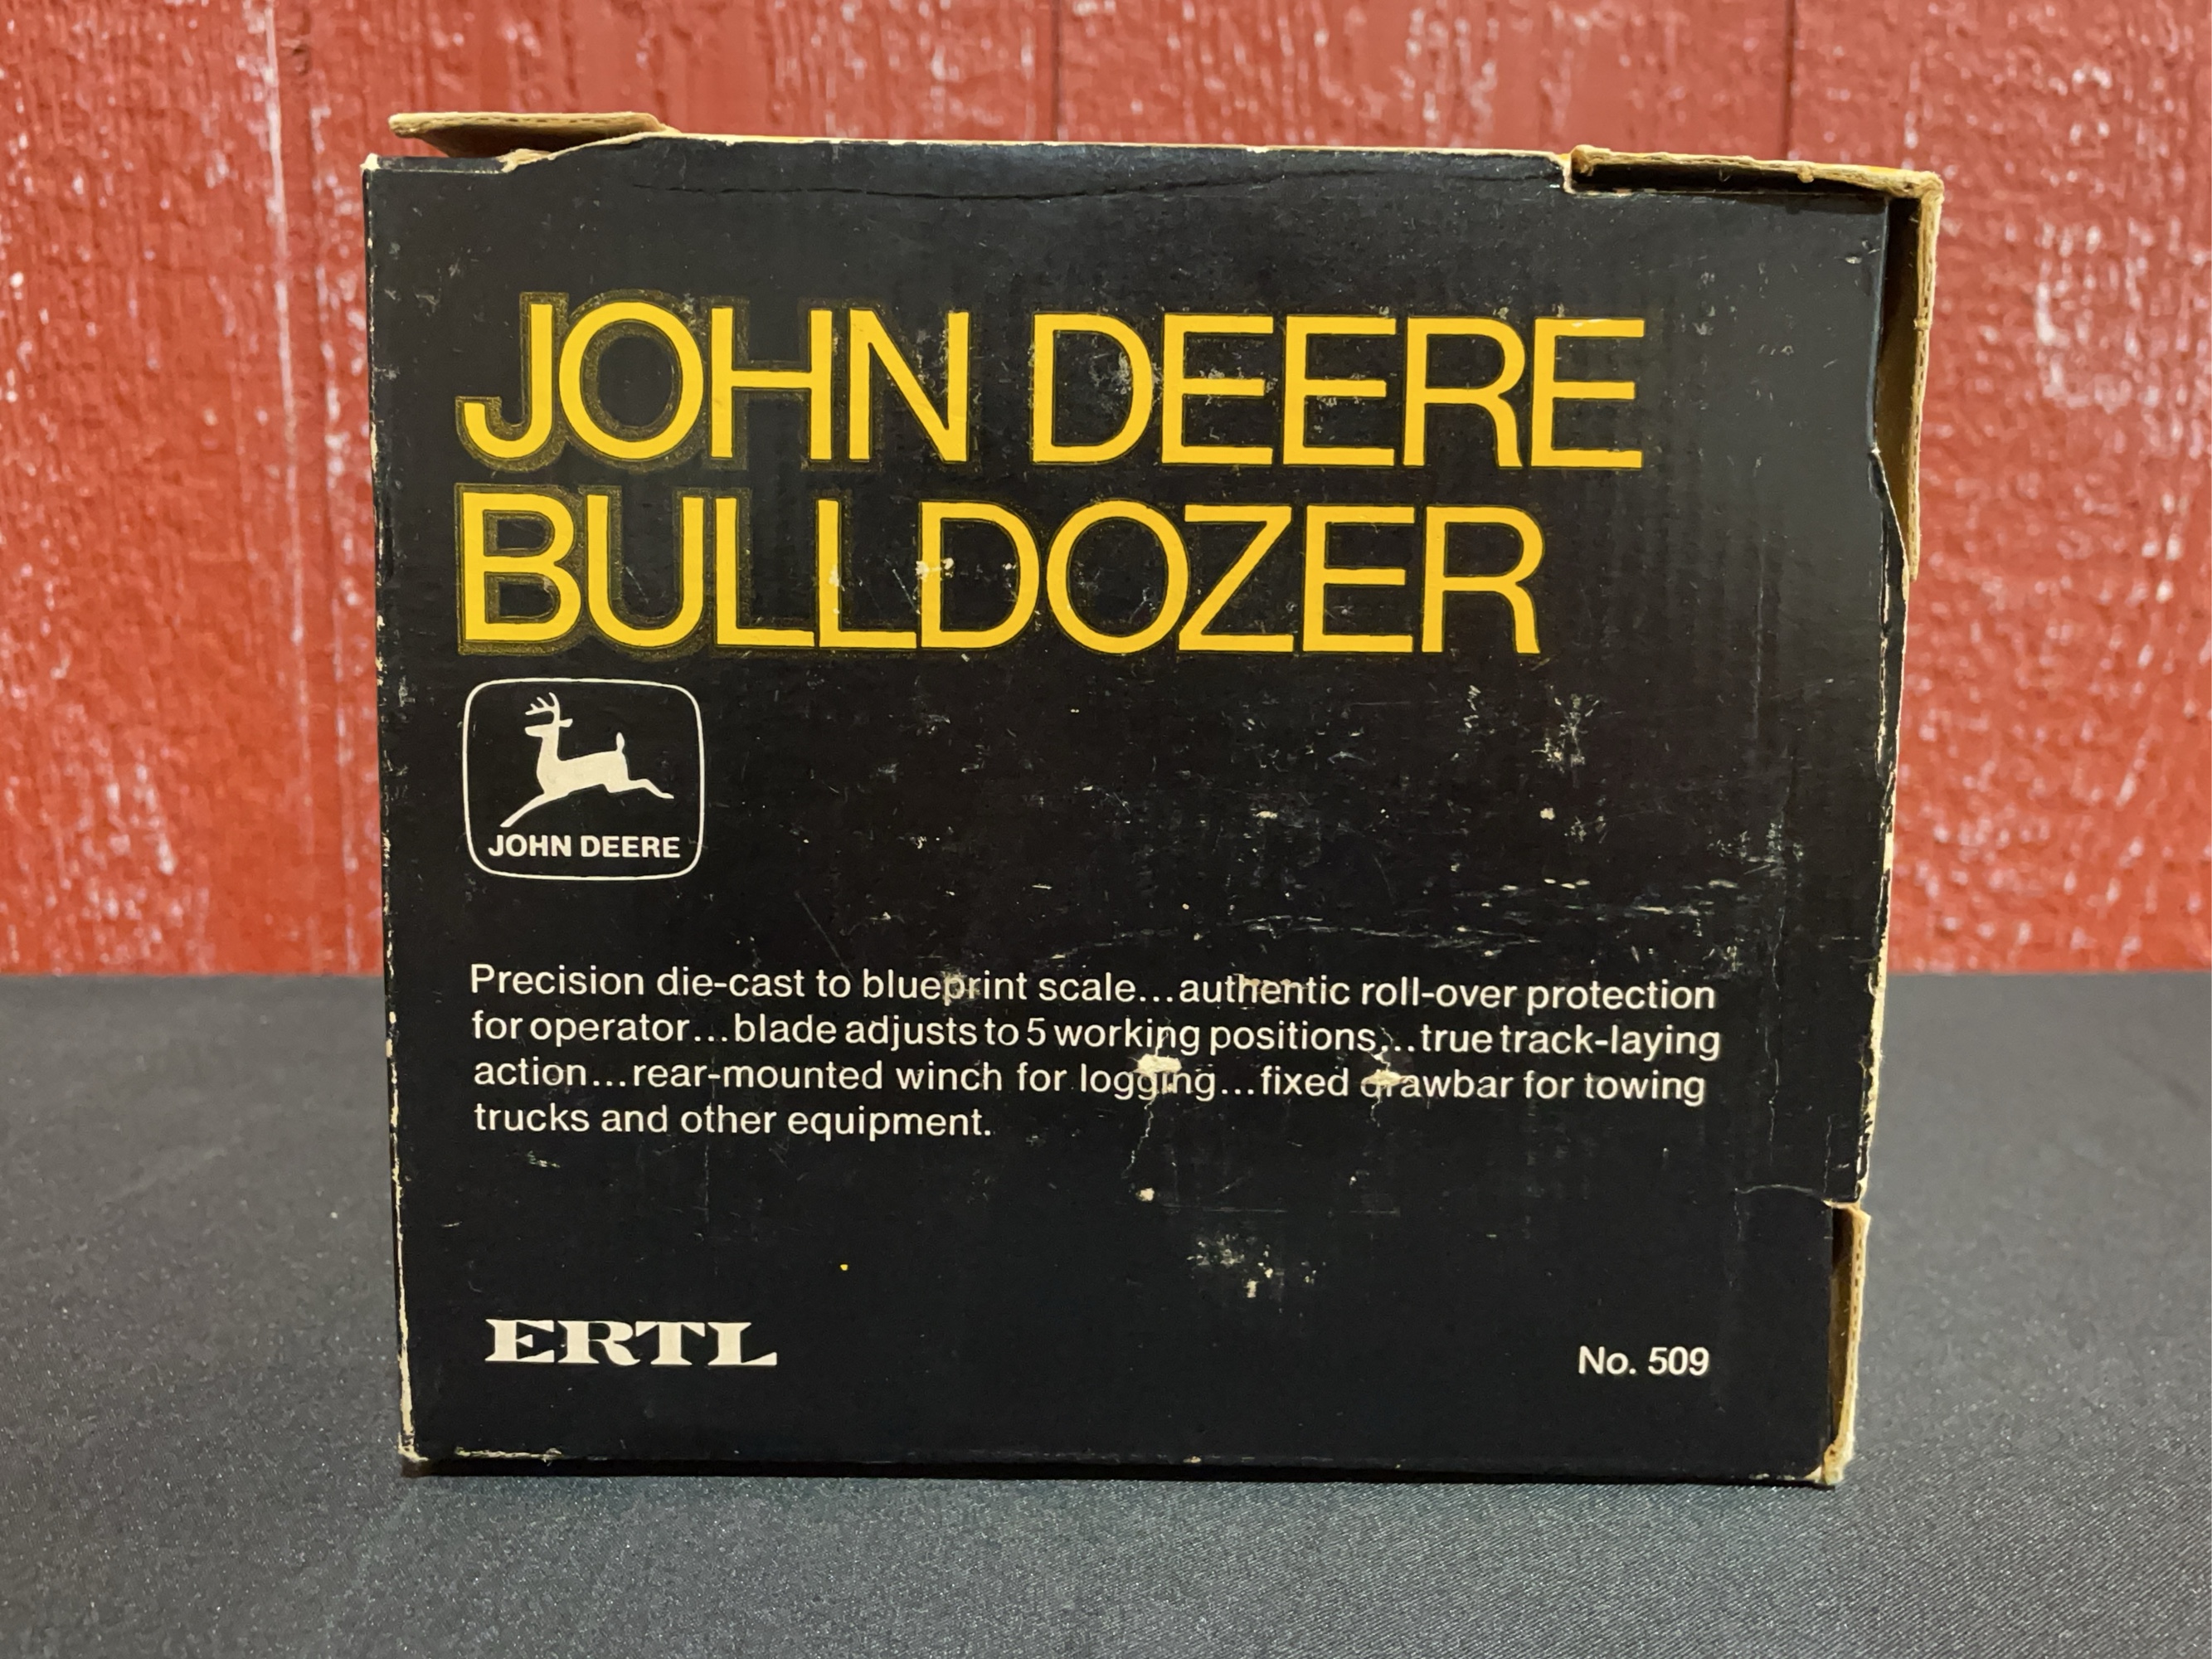 JOHN DEERE
BULLDOZER
JOHN DEERE
Precision die-cast to blueprint scale...authentic roll-over protection
for operator...blade adjusts to 5 working positions...true track-laying
action...rear-mounted winch for logging...fixed drawbar for towing
trucks and other equipment.
ERTL
No. 509